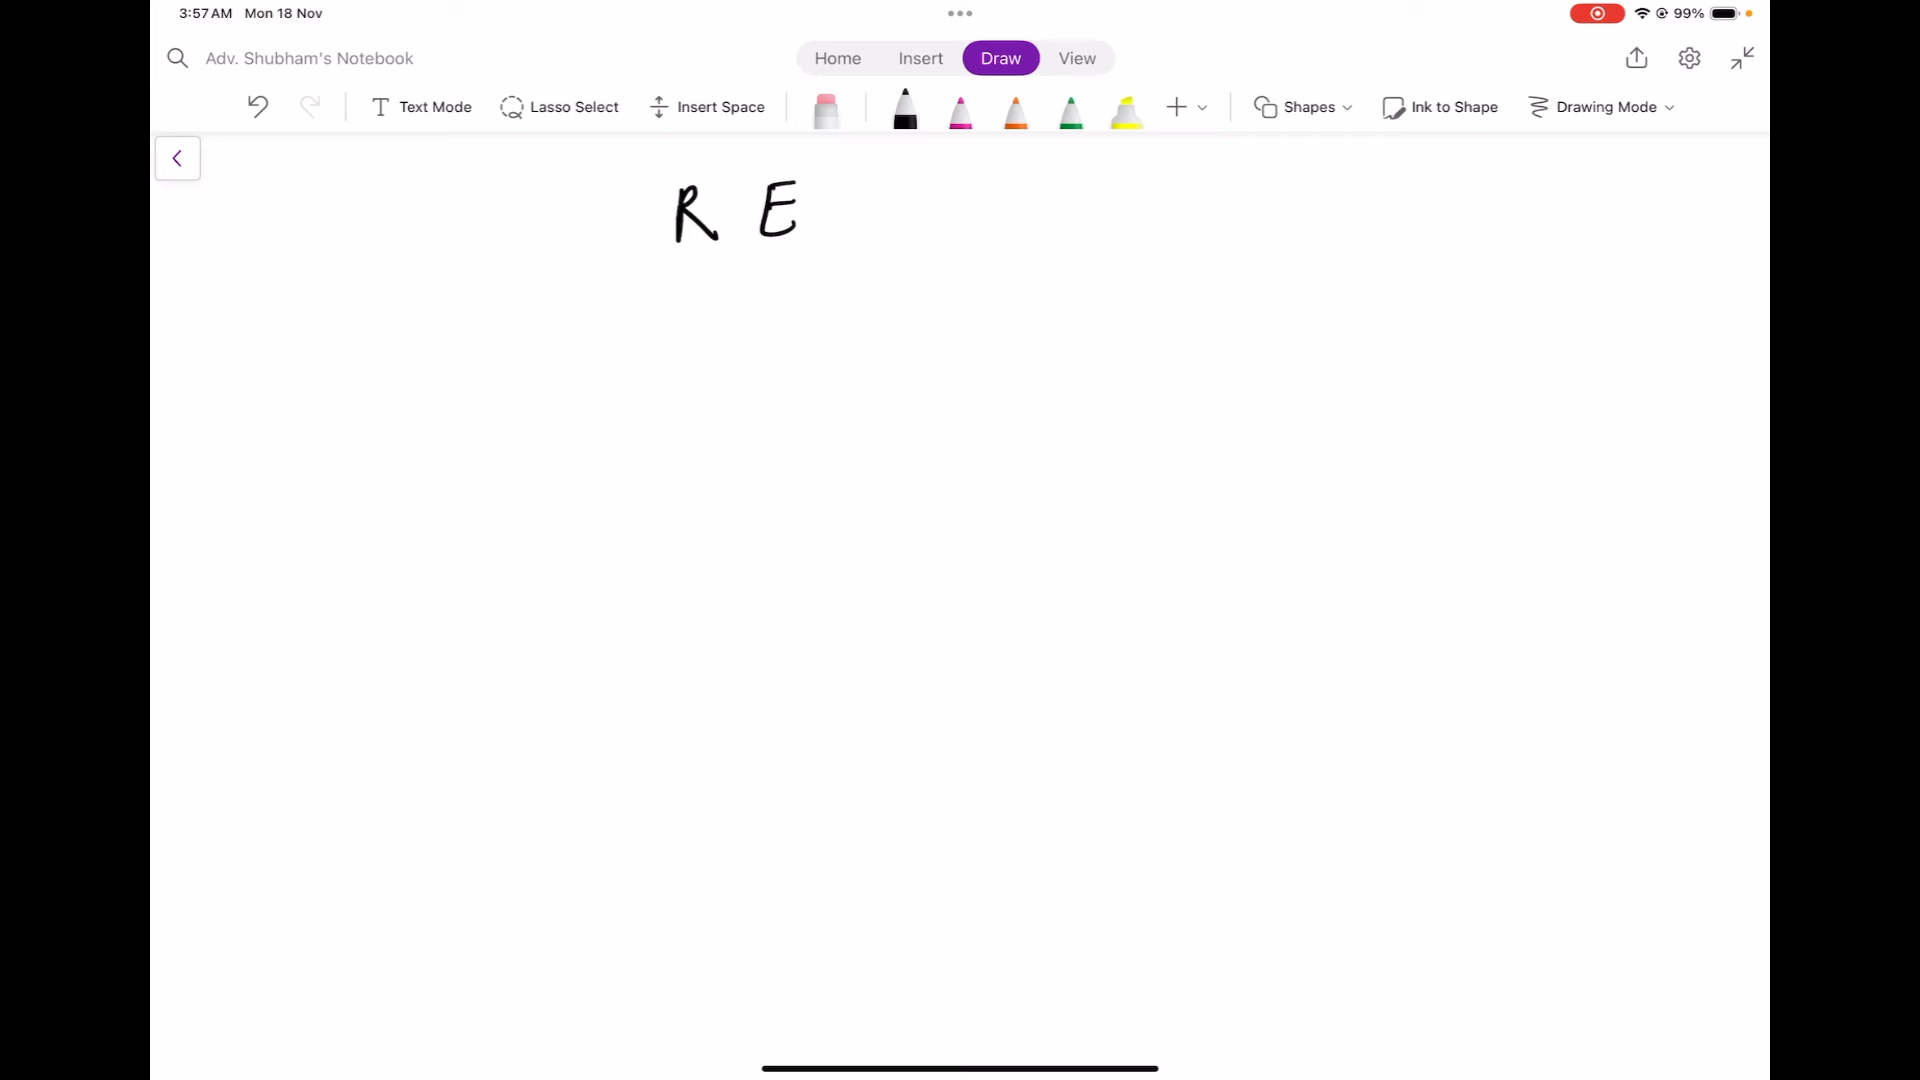 3:57 AM Mon 18 Nov 99%
Adv. Shubham's Notebook Home Insert Draw View
Text Mode Lasso Select Insert Space Shapes Ink to Shape Drawing Mode
R E